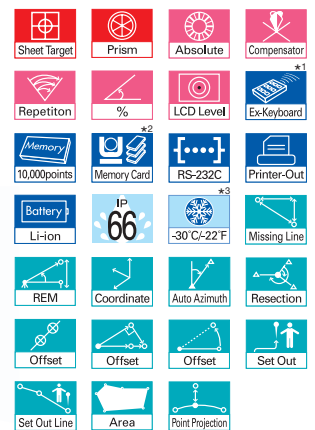 Sheet Target
Prism
Absolute
Compensator
*1
Repetiton
%
LCD Level
Ex-Keyboard
*2
Memory
10,000points
Memory Card
RS-232C
Printer-Out
*3
Battery
Li-ion
IP
66
-30°C/-22°F
Missing Line
REM
Coordinate
Auto Azimuth
Resection
Offset
Offset
Offset
Set Out
Set Out Line
Area
Point Projection